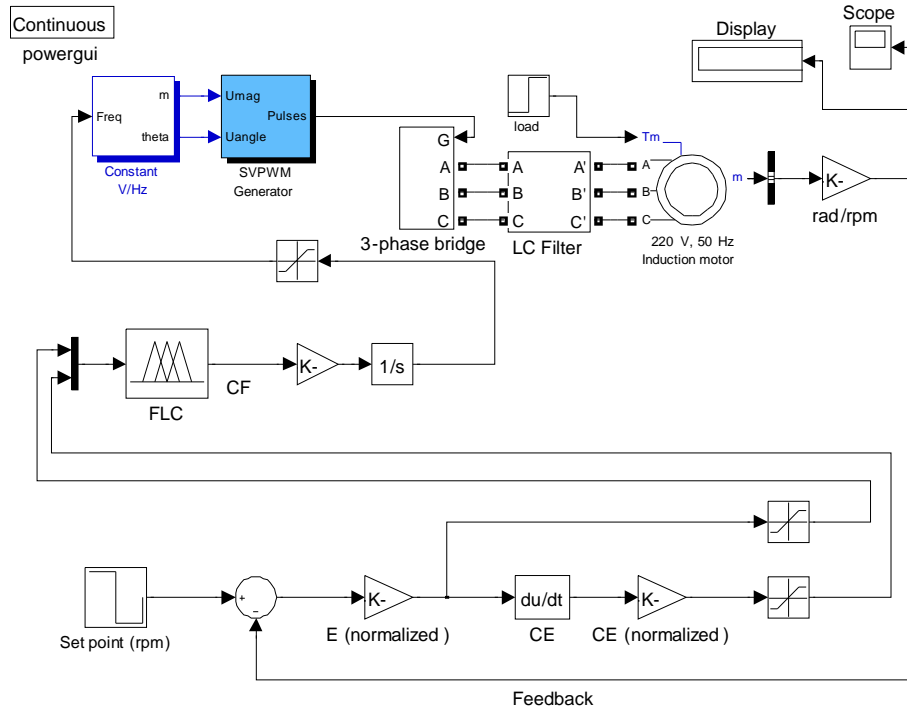 Continuous
powergui
Display
Scope
Freq
m
theta
Constant
V/Hz
Umag
Uangle
Pulses
SVPWM
Generator
load
G
A
B
C
3-phase bridge
A
B
C
A'
B'
C'
LC Filter
Tm
A
B
C
m
220 V, 50 Hz
Induction motor
K-
rad/rpm
FLC
CF
K-
1/s
Set point (rpm)
+
−
K-
E (normalized )
du/dt
CE
K-
CE (normalized )
Feedback